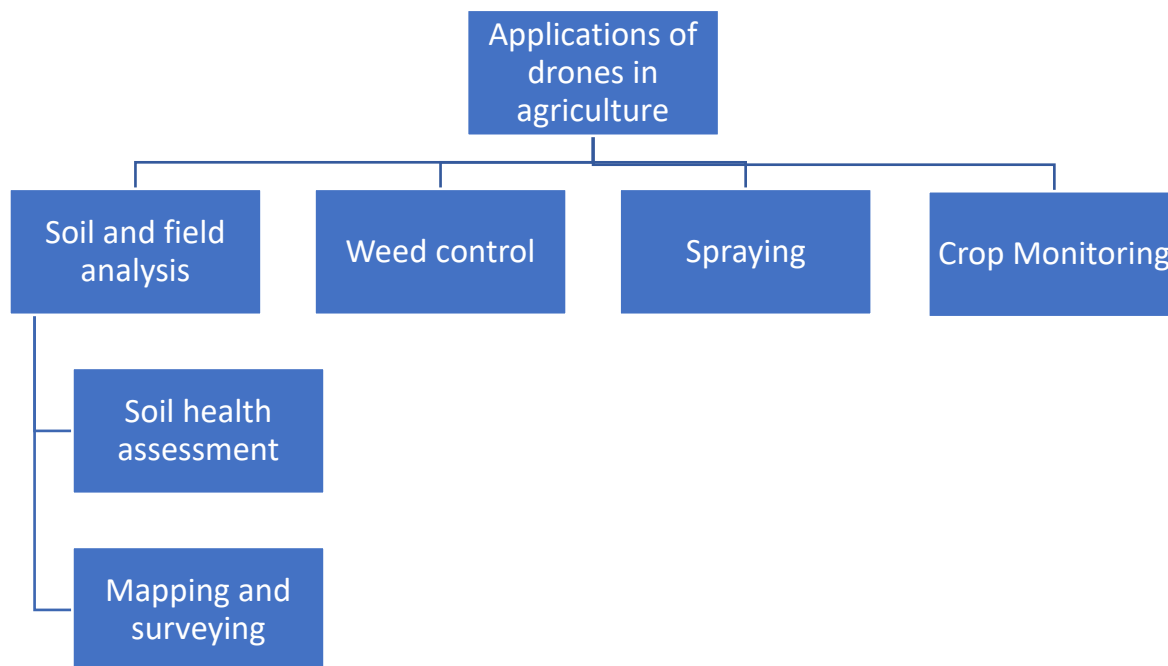 Applications of
drones in
agriculture
Soil and field
analysis
Weed control
Spraying
Crop Monitoring
Soil health
assessment
Mapping and
surveying